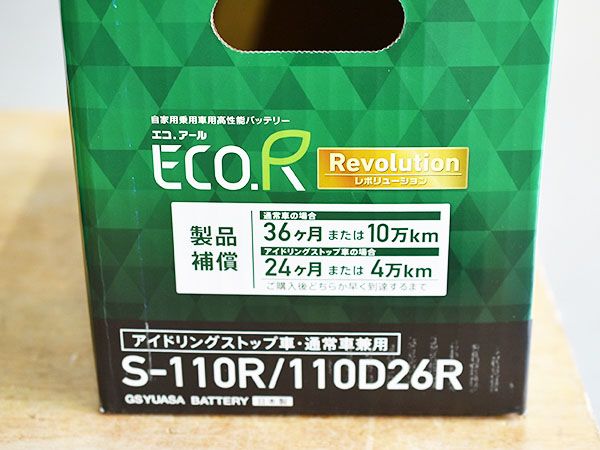 自家用乗用車用高性能バッテリー
エコ.アール
ECO.R
Revolution
レボリューション
製品
補償
通常車の場合
36ヶ月 または 10万km
アイドリングストップ車の場合
24ヶ月 または 4万km
ご購入後どちらか早く到達するまで
アイドリングストップ車・通常車兼用
S-110R/110D26R
GSYUASA BATTERY 日本製